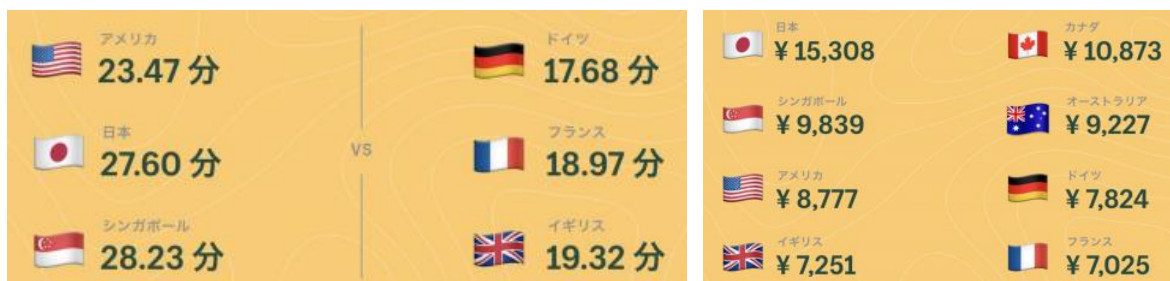 アメリカ
23.47 分
日本
27.60 分
シンガポール
28.23 分
VS
ドイツ
17.68 分
フランス
18.97 分
イギリス
19.32 分
日本
¥ 15,308
カナダ
¥ 10,873
シンガポール
¥ 9,839
オーストラリア
¥ 9,227
アメリカ
¥ 8,777
ドイツ
¥ 7,824
イギリス
¥ 7,251
フランス
¥ 7,025